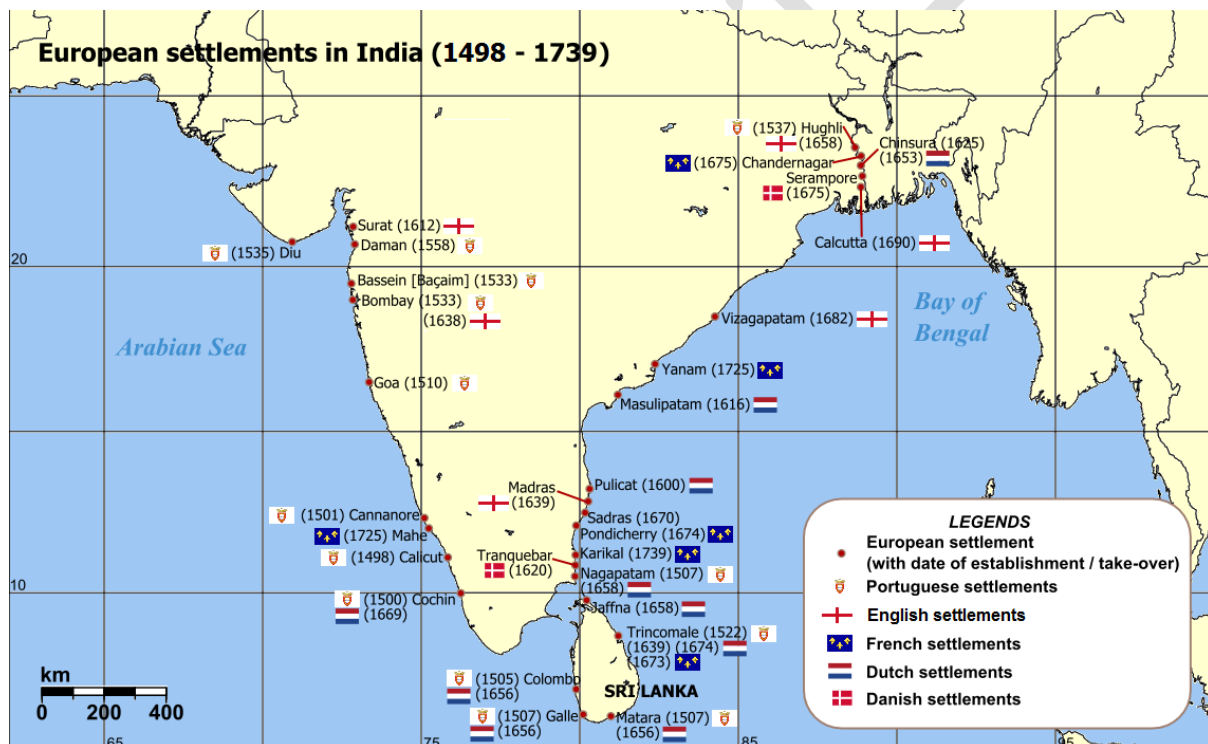 European settlements in India (1498 - 1739)
(1537) Hughli
(1658)
Chinsura (1625)
(1653)
(1675) Chandernagar
Serampore
(1675)
Calcutta (1690)
Surat (1612)
Daman (1558)
(1535) Diu
20
Bassein [Baçaim] (1533)
Bombay (1533)
(1638)
Bay of
Bengal
Vizagapatam (1682)
Arabian Sea
Yanam (1725)
Goa (1510)
Masulipatam (1616)
Pulicat (1600)
Madras
(1639)
Sadras (1670)
(1501) Cannanore
(1725) Mahe
Pondicherry (1674)
(1498) Calicut
Karikal (1739)
Tranquebar
(1620)
Nagapatam (1507)
(1658)
10
(1500) Cochin
(1669)
Jaffna (1658)
Trincomale (1522)
(1639) (1674)
(1673)
(1505) Colombo
(1656)
SRI LANKA
(1507) Galle
(1656)
Matara (1507)
(1656)
km
0 200 400
65
75
85
95
LEGENDS
European settlement
(with date of establishment / take-over)
Portuguese settlements
English settlements
French settlements
Dutch settlements
Danish settlements